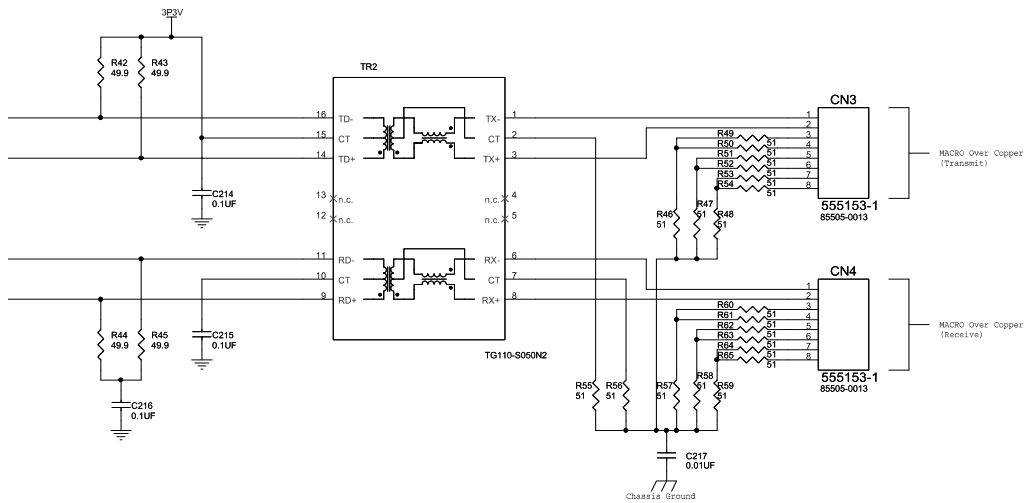 3P3V
R42
49.9
R43
49.9
TR2
16 TD- TX- 1
15 CT CT 2
14 TD+ TX+ 3
13 n.c. n.c. 4
12 n.c. n.c. 5
11 RD- RX- 6
10 CT CT 7
9 RD+ RX+ 8
TG110-S050N2
C214
0.1UF
C215
0.1UF
R44
49.9
R45
49.9
C216
0.1UF
CN3
1
2
3
4
5
6
7
8
R49
51
R50
51
R51
51
R52
51
R53
51
R54
51
R46
51
R47
51
R48
51
555153-1
85505-0013
MACRO Over Copper
(Transmit)
CN4
1
2
3
4
5
6
7
8
R60
51
R61
51
R62
51
R63
51
R64
51
R65
51
R55
51
R56
51
R57
51
R58
51
R59
51
555153-1
85505-0013
MACRO Over Copper
(Receive)
C217
0.01UF
Chassis Ground